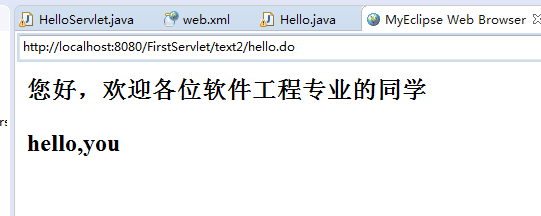 HelloServlet.java web.xml Hello.java MyEclipse Web Browser
http://localhost:8080/FirstServlet/text2/hello.do
您好，欢迎各位软件工程专业的同学
rs
hello,you